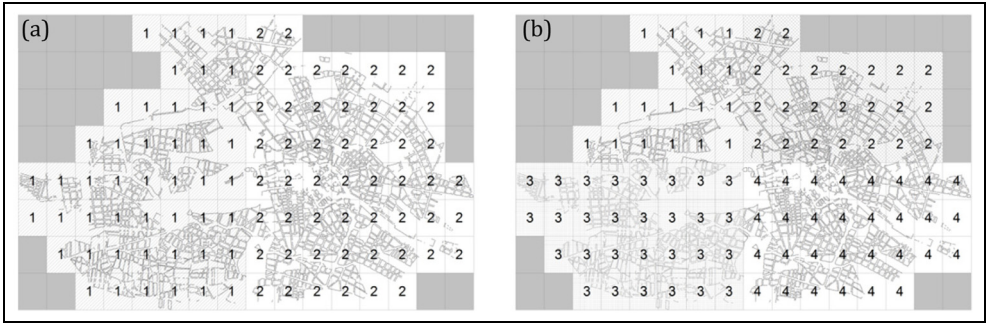 (a)
1 1 1 1 2 2
1 1 1 2 2 2 2 2 2 2
1 1 1 1 1 2 2 2 2 2 2 2
1 1 1 1 1 1 2 2 2 2 2 2 2
1 1 1 1 1 1 1 1 2 2 2 2 2 2 2 2
1 1 1 1 1 1 1 1 2 2 2 2 2 2 2 2
1 1 1 1 1 1 1 2 2 2 2 2 2 2 2
1 1 1 1 1 1 2 2 2 2 2 2
(b)
1 1 1 1 2 2
1 1 1 2 2 2 2 2 2 2
1 1 1 1 1 2 2 2 2 2 2 2
1 1 1 1 1 1 2 2 2 2 2 2 2
3 3 3 3 3 3 3 3 4 4 4 4 4 4 4 4
3 3 3 3 3 3 3 3 4 4 4 4 4 4 4 4
3 3 3 3 3 3 3 4 4 4 4 4 4 4 4
3 3 3 3 3 3 4 4 4 4 4 4